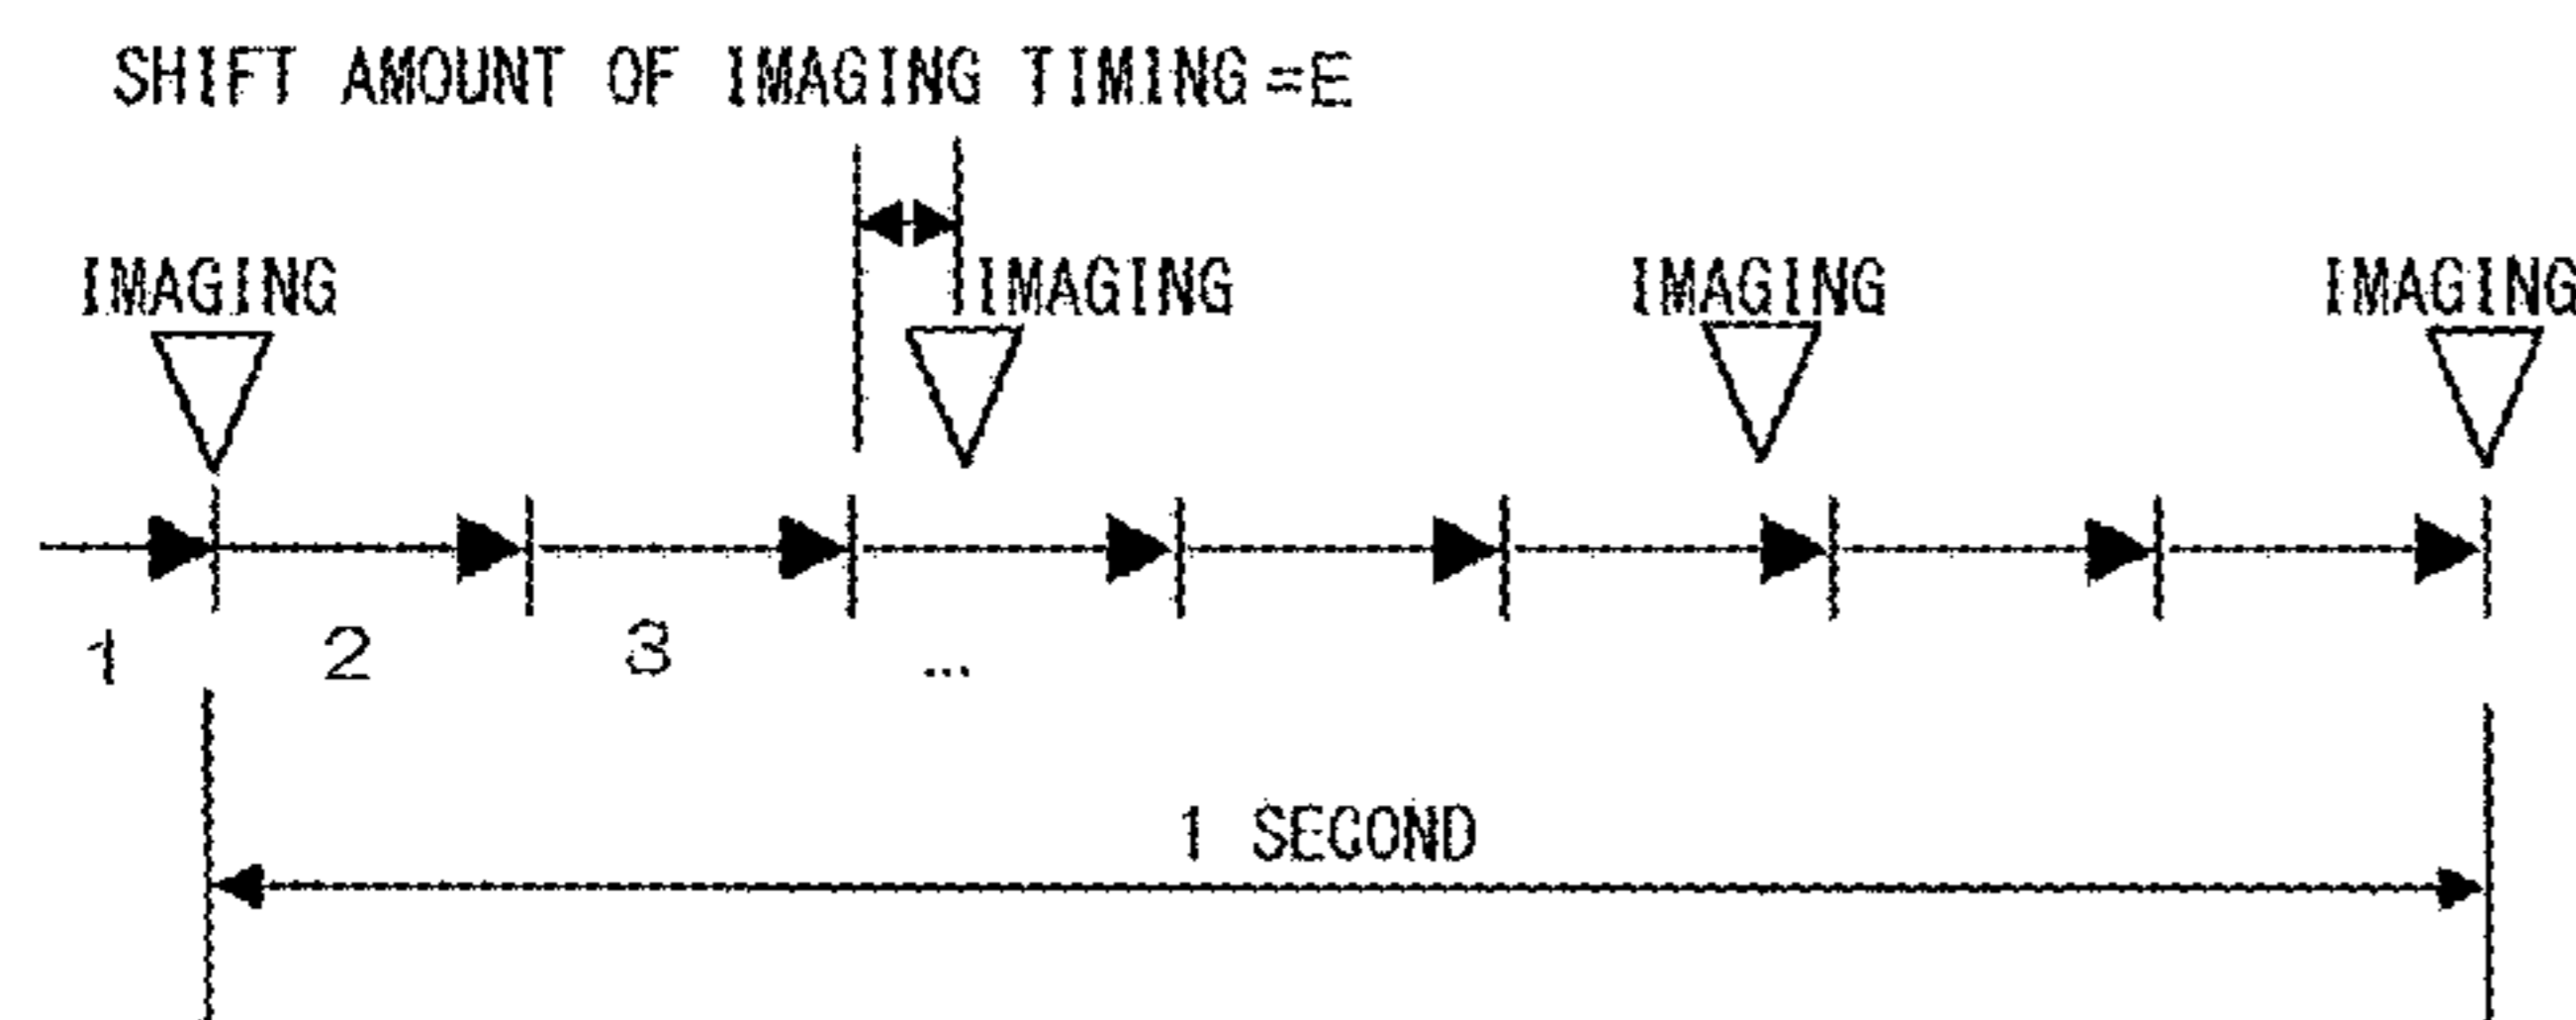 SHIFT AMOUNT OF IMAGING TIMING=E
IMAGING IMAGING IMAGING IMAGING
1 2 3 ...
1 SECOND